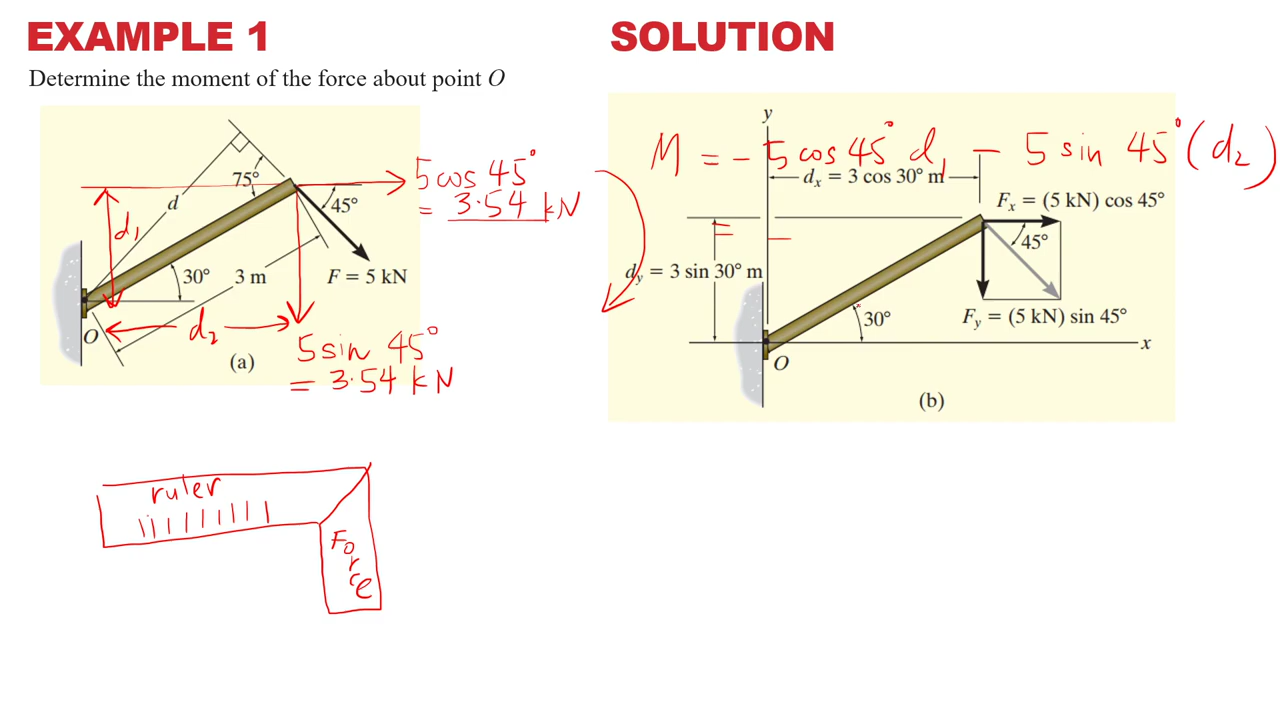 EXAMPLE 1
Determine the moment of the force about point O
75°
d
d₁
45°
30°
3 m
F = 5 kN
O
d₂
(a)
5 cos 45°
= 3.54 kN
5 sin 45°
= 3.54 kN
ruler
Force
SOLUTION
y
M = - 5 cos 45° d₁ - 5 sin 45° (d₂)
dₓ = 3 cos 30° m
= -
Fₓ = (5 kN) cos 45°
45°
d_y = 3 sin 30° m
30°
F_y = (5 kN) sin 45°
x
O
(b)